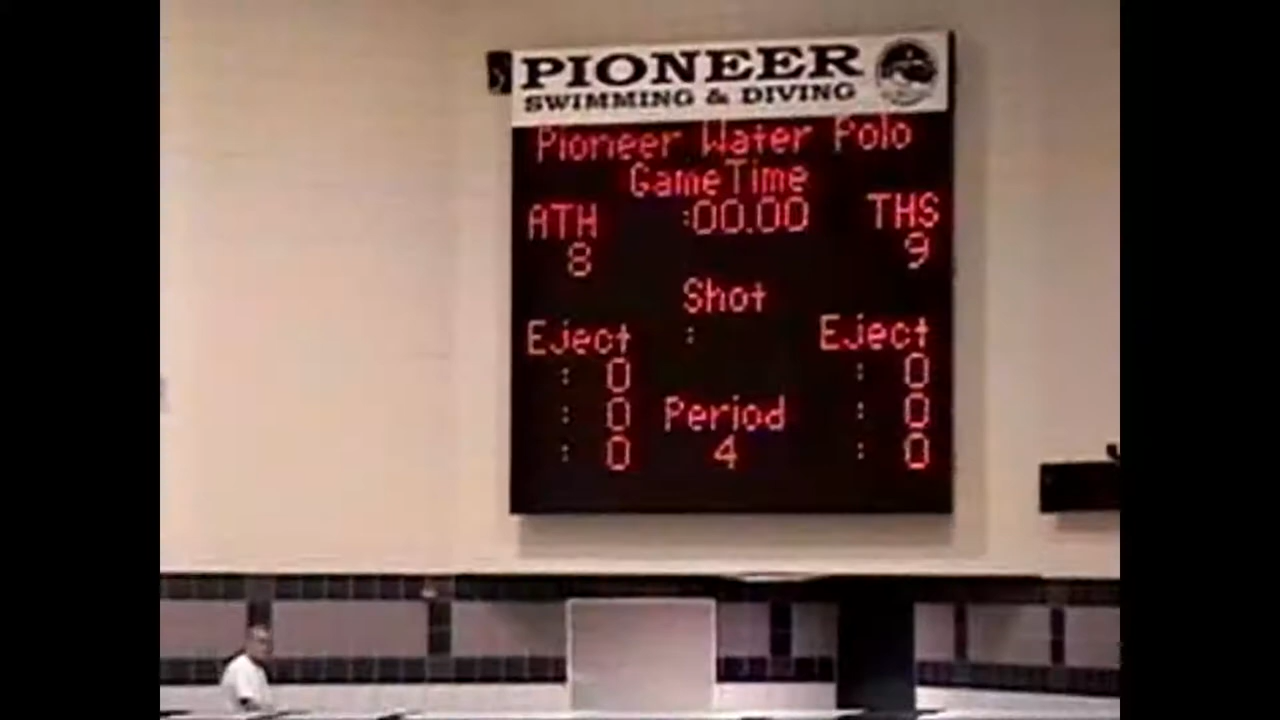 PIONEER
SWIMMING & DIVING
Pioneer Water Polo
GameTime
ATH :00.00 THS
8 9
Shot
Eject : Eject
: 0 : 0
: 0 Period : 0
: 0 4 : 0